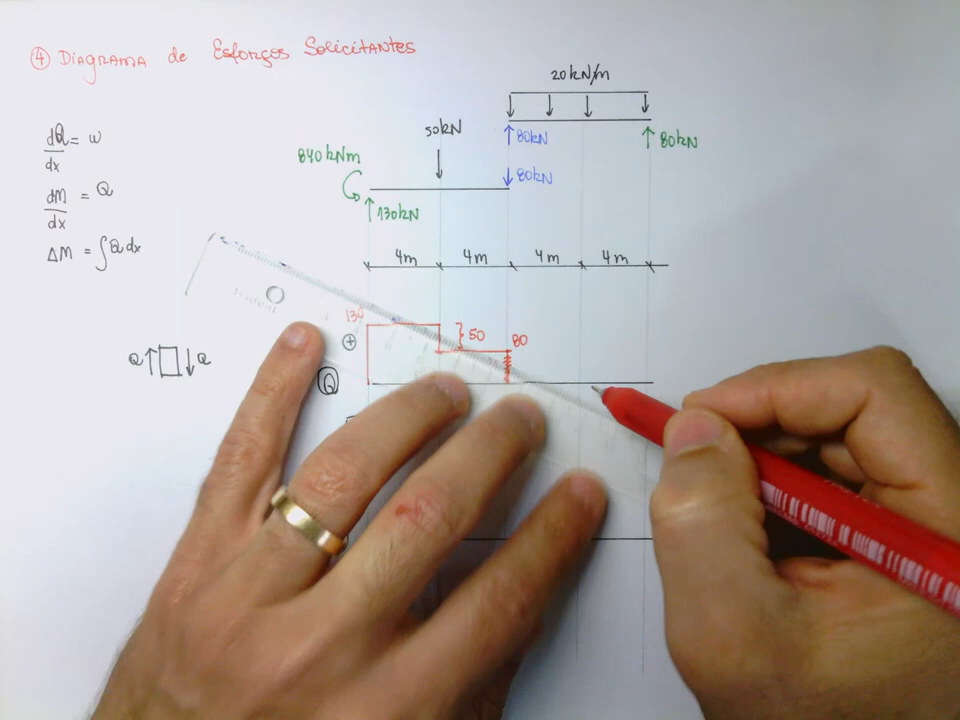 4 Diagrama de Esforços Solicitantes
20kN/m
50kN
80kN
80kN
840kNm
80kN
130kN
dQ = w
dx
dM = Q
dx
ΔM = ∫Q dx
4m 4m 4m 4m
130
50
80
+
Q Q
Q